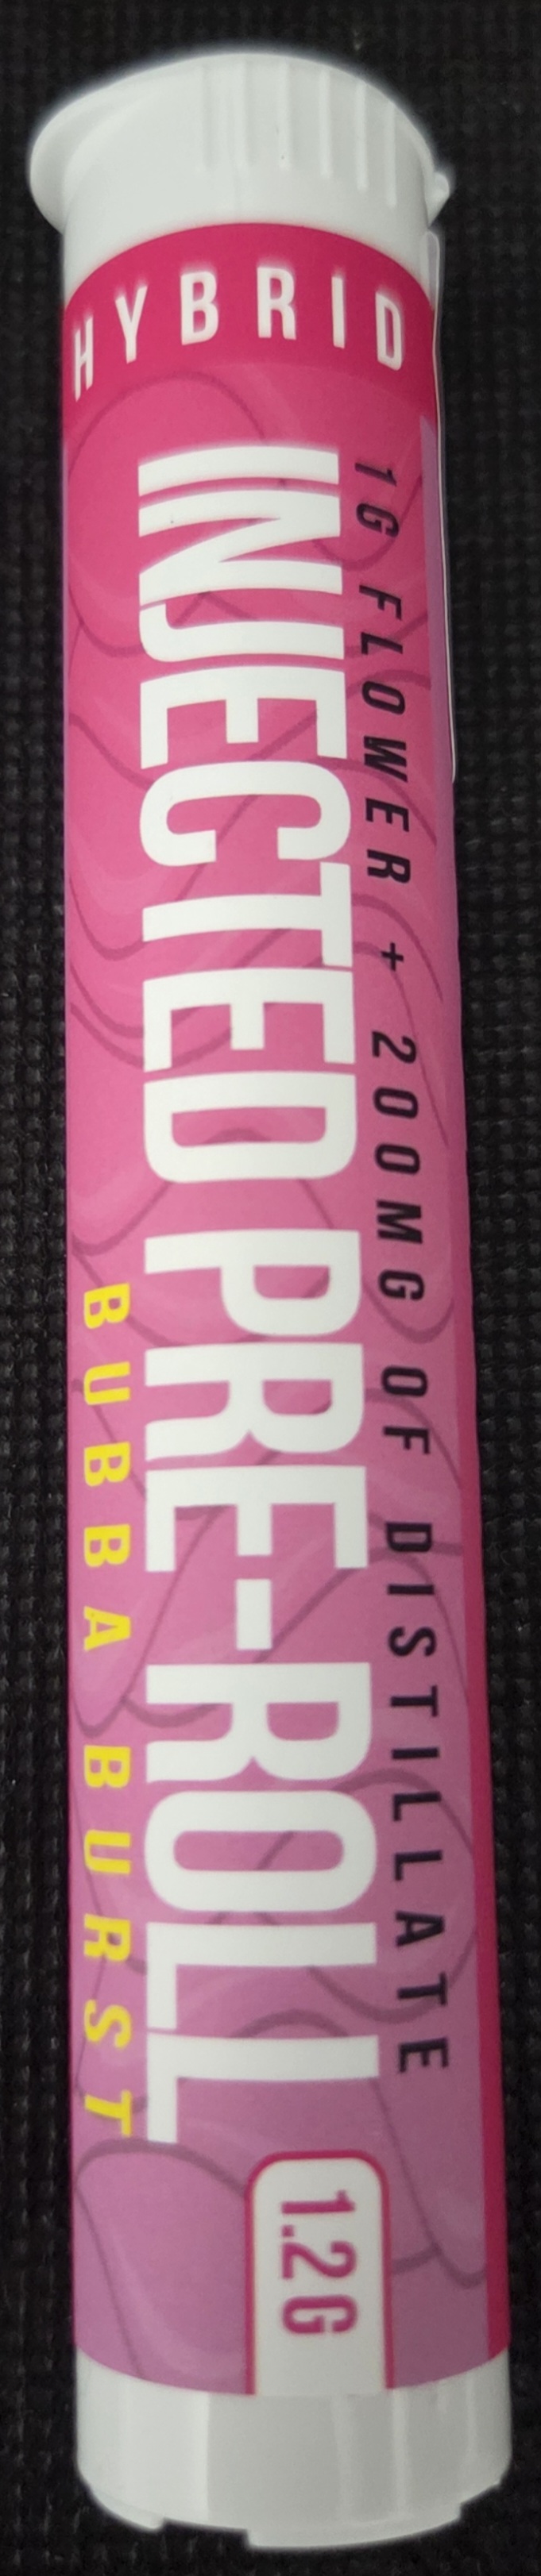 HYBRID
1G FLOWER + 200MG OF DISTILLATE
INJECTED PRE-ROLL
BUBBA BURST
1.2G